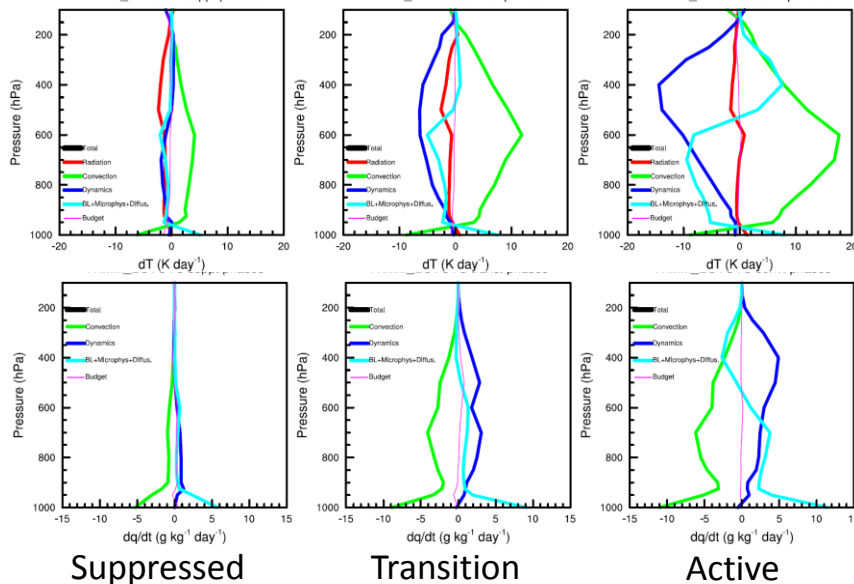 200
400
600
800
1000
Pressure (hPa)
Total
Radiation
Convection
Dynamics
BL+Microphys+Diffus.
Budget
-20 -10 0 10 20
dT (K day-1)
200
400
600
800
1000
Pressure (hPa)
Total
Radiation
Convection
Dynamics
BL+Microphys+Diffus.
Budget
-20 -10 0 10 20
dT (K day-1)
200
400
600
800
1000
Pressure (hPa)
Total
Radiation
Convection
Dynamics
BL+Microphys+Diffus.
Budget
-20 -10 0 10 20
dT (K day-1)
200
400
600
800
1000
Pressure (hPa)
Total
Convection
Dynamics
BL+Microphys+Diffus.
Budget
-15 -10 -5 0 5 10 15
dq/dt (g kg-1 day-1)
200
400
600
800
1000
Pressure (hPa)
Total
Convection
Dynamics
BL+Microphys+Diffus.
Budget
-15 -10 -5 0 5 10 15
dq/dt (g kg-1 day-1)
200
400
600
800
1000
Pressure (hPa)
Total
Convection
Dynamics
BL+Microphys+Diffus.
Budget
-15 -10 -5 0 5 10 15
dq/dt (g kg-1 day-1)
Suppressed
Transition
Active